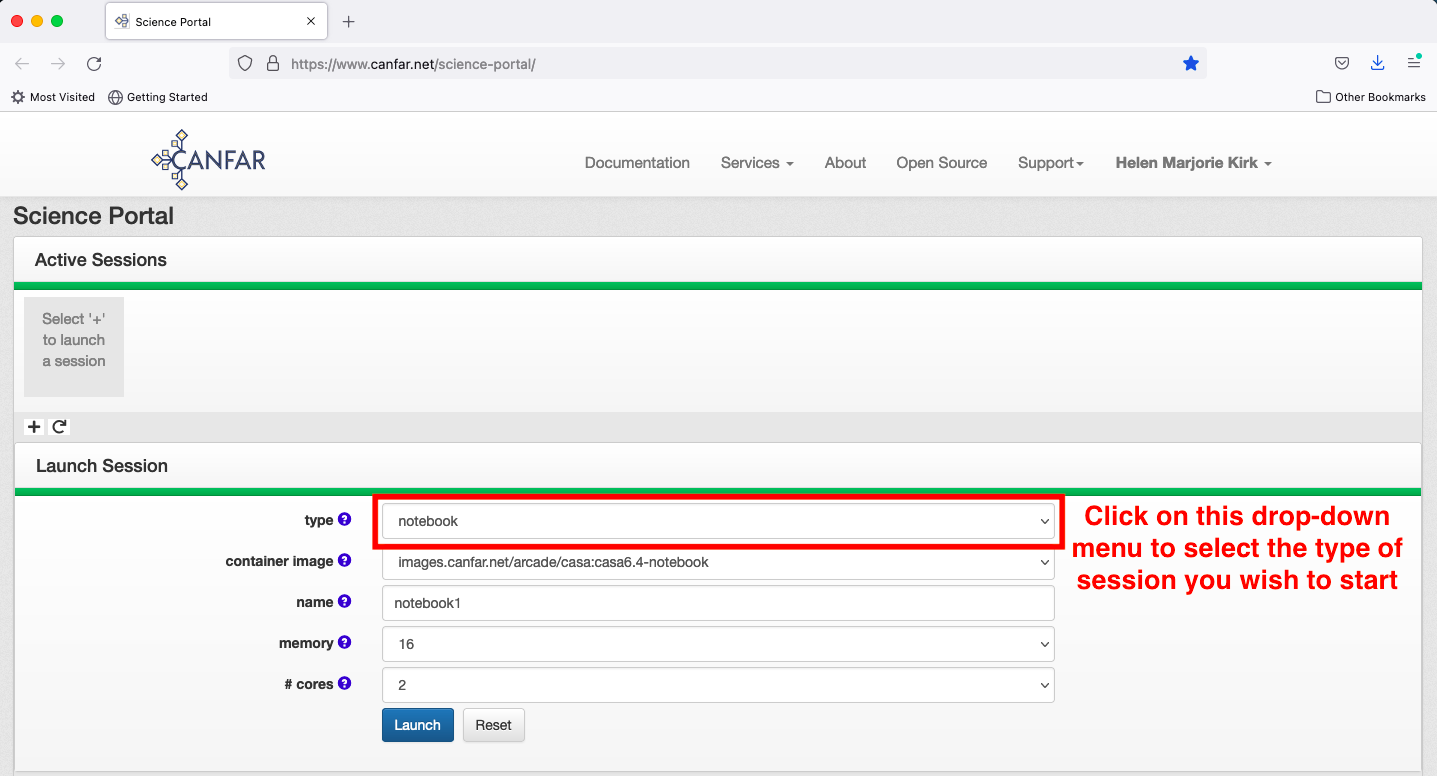 Science Portal
https://www.canfar.net/science-portal/
Most Visited Getting Started Other Bookmarks
CANFAR Documentation Services About Open Source Support Helen Marjorie Kirk
Science Portal
Active Sessions
Select '+'
to launch
a session
Launch Session
type notebook
container image images.canfar.net/arcade/casa:casa6.4-notebook
name notebook1
memory 16
# cores 2
Launch Reset
Click on this drop-down
menu to select the type of
session you wish to start